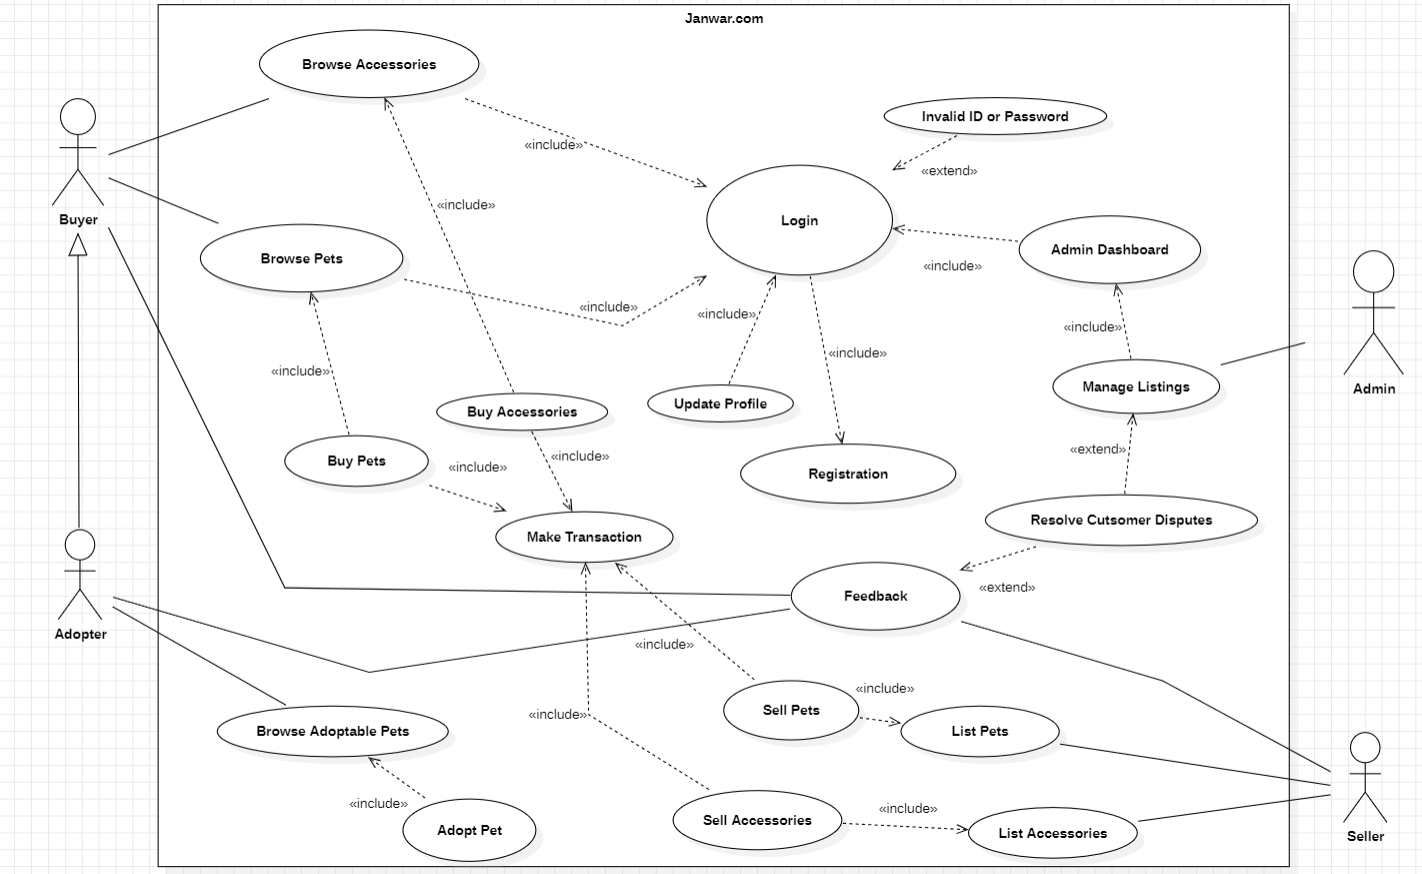 Janwar.com
Browse Accessories
Invalid ID or Password
«include»
«extend»
«include»
Buyer
Login
Admin Dashboard
Browse Pets
«include»
«include»
«include»
«include»
«include»
«include»
Admin
Manage Listings
Update Profile
Buy Accessories
«include»
«extend»
Buy Pets
«include»
Registration
Resolve Cutsomer Disputes
Make Transaction
«extend»
Feedback
Adopter
«include»
«include»
Sell Pets
«include»
Browse Adoptable Pets
List Pets
«include»
«include»
Sell Accessories
Adopt Pet
List Accessories
Seller